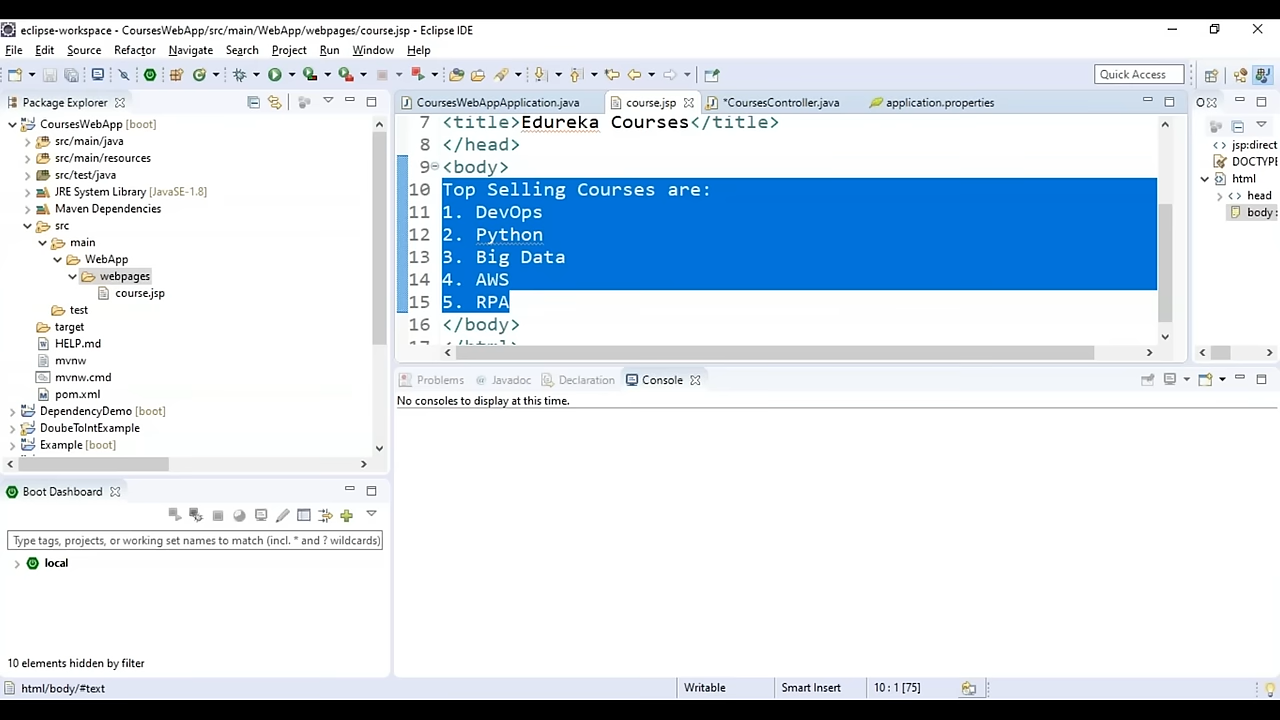 eclipse-workspace - CoursesWebApp/src/main/WebApp/webpages/course.jsp - Eclipse IDE
File Edit Source Refactor Navigate Search Project Run Window Help
Quick Access
Package Explorer
CoursesWebApp [boot]
src/main/java
src/main/resources
src/test/java
JRE System Library [JavaSE-1.8]
Maven Dependencies
src
main
WebApp
webpages
course.jsp
test
target
HELP.md
mvnw
mvnw.cmd
pom.xml
DependencyDemo [boot]
DoubeToIntExample
Example [boot]
CoursesWebAppApplication.java course.jsp *CoursesController.java application.properties
7 <title>Edureka Courses</title>
8 </head>
9 <body>
10 Top Selling Courses are:
11 1. DevOps
12 2. Python
13 3. Big Data
14 4. AWS
15 5. RPA
16 </body>
17 </html>
jsp:direct
DOCTYPE
html
head
body :
Problems Javadoc Declaration Console
No consoles to display at this time.
Boot Dashboard
Type tags, projects, or working set names to match (incl. * and ? wildcards)
local
10 elements hidden by filter
html/body/#text Writable Smart Insert 10 : 1 [75]